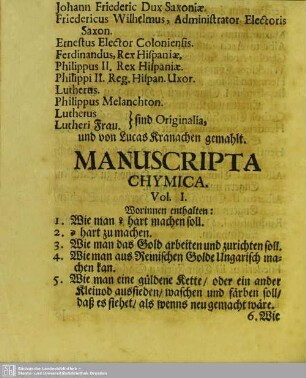 Johann Friederic Dux Saxoniæ.
Fridericus Wilhelmus, Administrator Electoris
Saxon.
Ernestus Elector Coloniensis.
Ferdinandus, Rex Hispaniæ,
Philippus II, Rex Hispaniæ.
Philippi II. Reg. Hispan. Uxor.
Lutherus.
Philippus Melanchton.
Lutherus
Lutheri Frau. } sind Originalia,
und von Lucas Kranachen gemahlt.
MANUSCRIPTA
CHYMICA.
Vol. I.
Worinnen enthalten:
1. Wie man ☿ hart machen soll.
2. hart zu machen.
3. Wie man das Gold arbeiten und zurichten soll.
4. Wie man aus Reinischen Golde Ungarisch ma-
chen kan.
5. Wie man eine güldene Kette / oder ein ander
Kleinod aussieden / waschen und färben soll /
daß es siehet / als wenns neu gemacht wäre
6. Wie